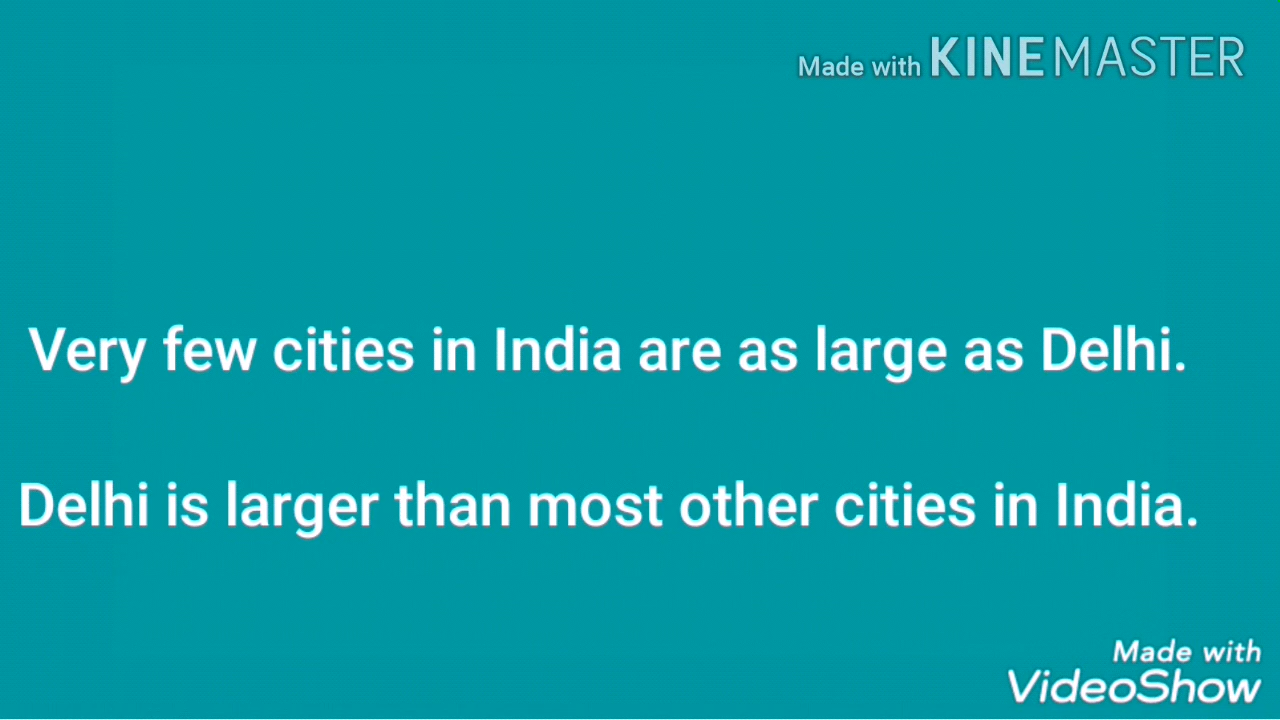 Made with KINEMASTER
Very few cities in India are as large as Delhi.
Delhi is larger than most other cities in India.
Made with
VideoShow